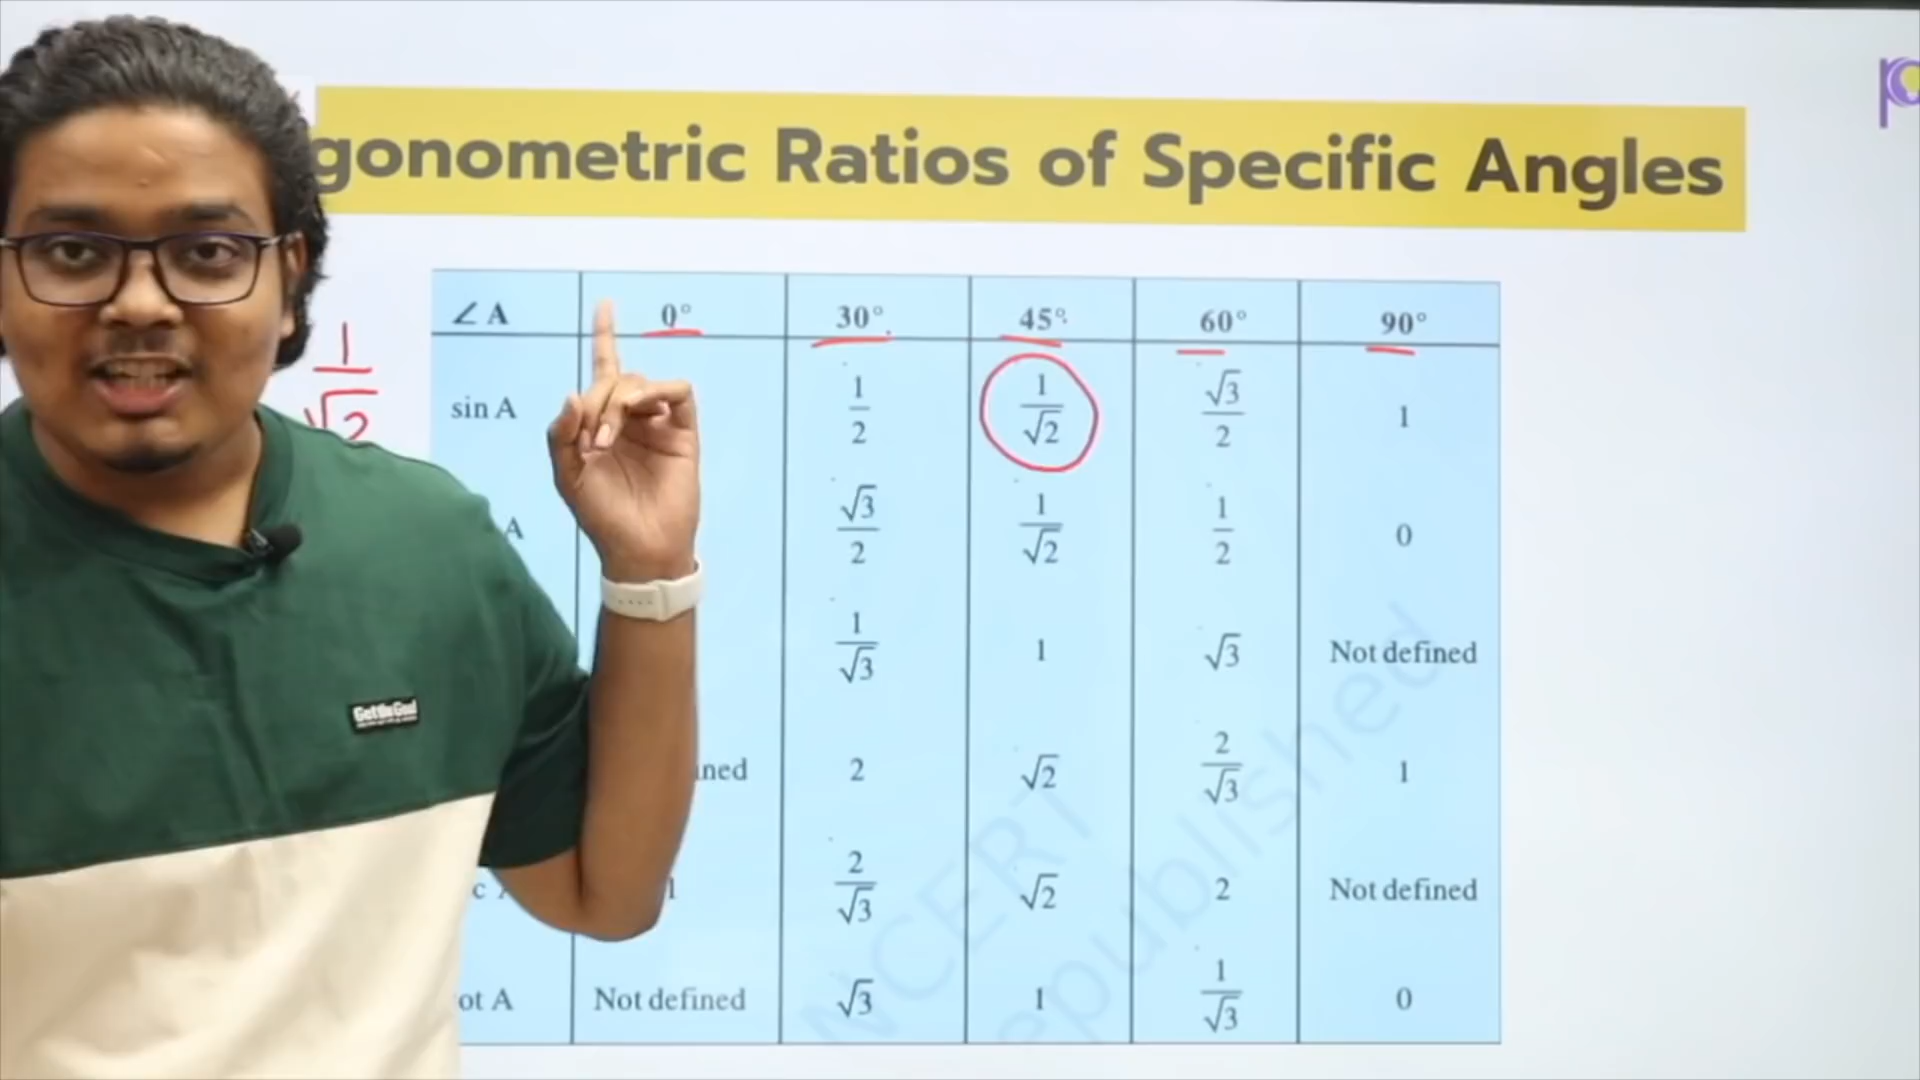 gonometric Ratios of Specific Angles
∠A 0° 30° 45° 60° 90°
1/√2
sin A 1/2 1/√2 √3/2 1
A √3/2 1/√2 1/2 0
1/√3 1 √3 Not defined
ined 2 √2 2/√3 1
c 1 2/√3 √2 2 Not defined
ot A Not defined √3 1 1/√3 0
NCERT
epublished